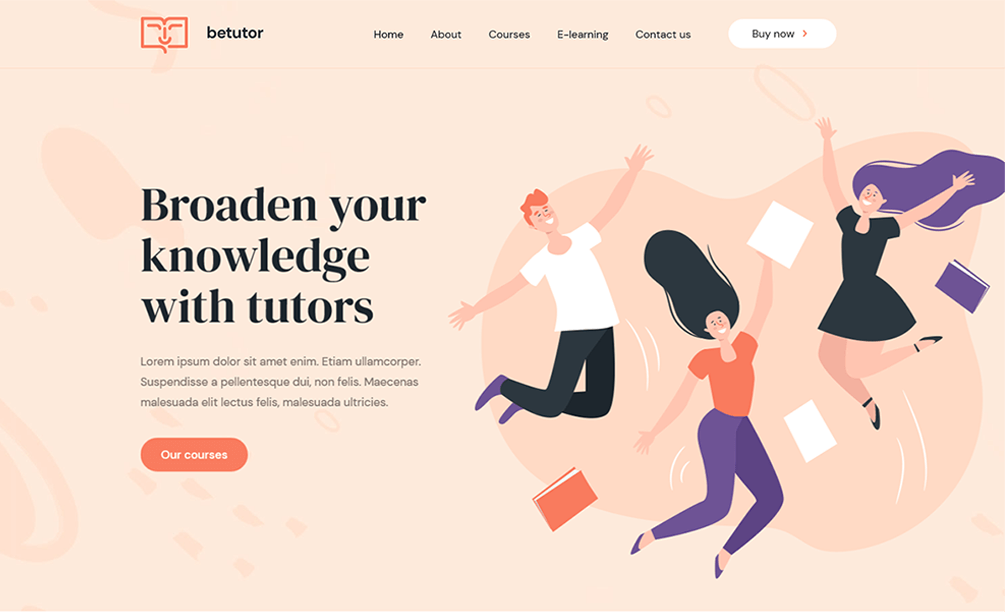 betutor
Home
About
Courses
E-learning
Contact us
Buy now
Broaden your
knowledge
with tutors
Lorem ipsum dolor sit amet enim. Etiam ullamcorper.
Suspendisse a pellentesque dui, non felis. Maecenas
malesuada elit lectus felis, malesuada ultricies.
Our courses